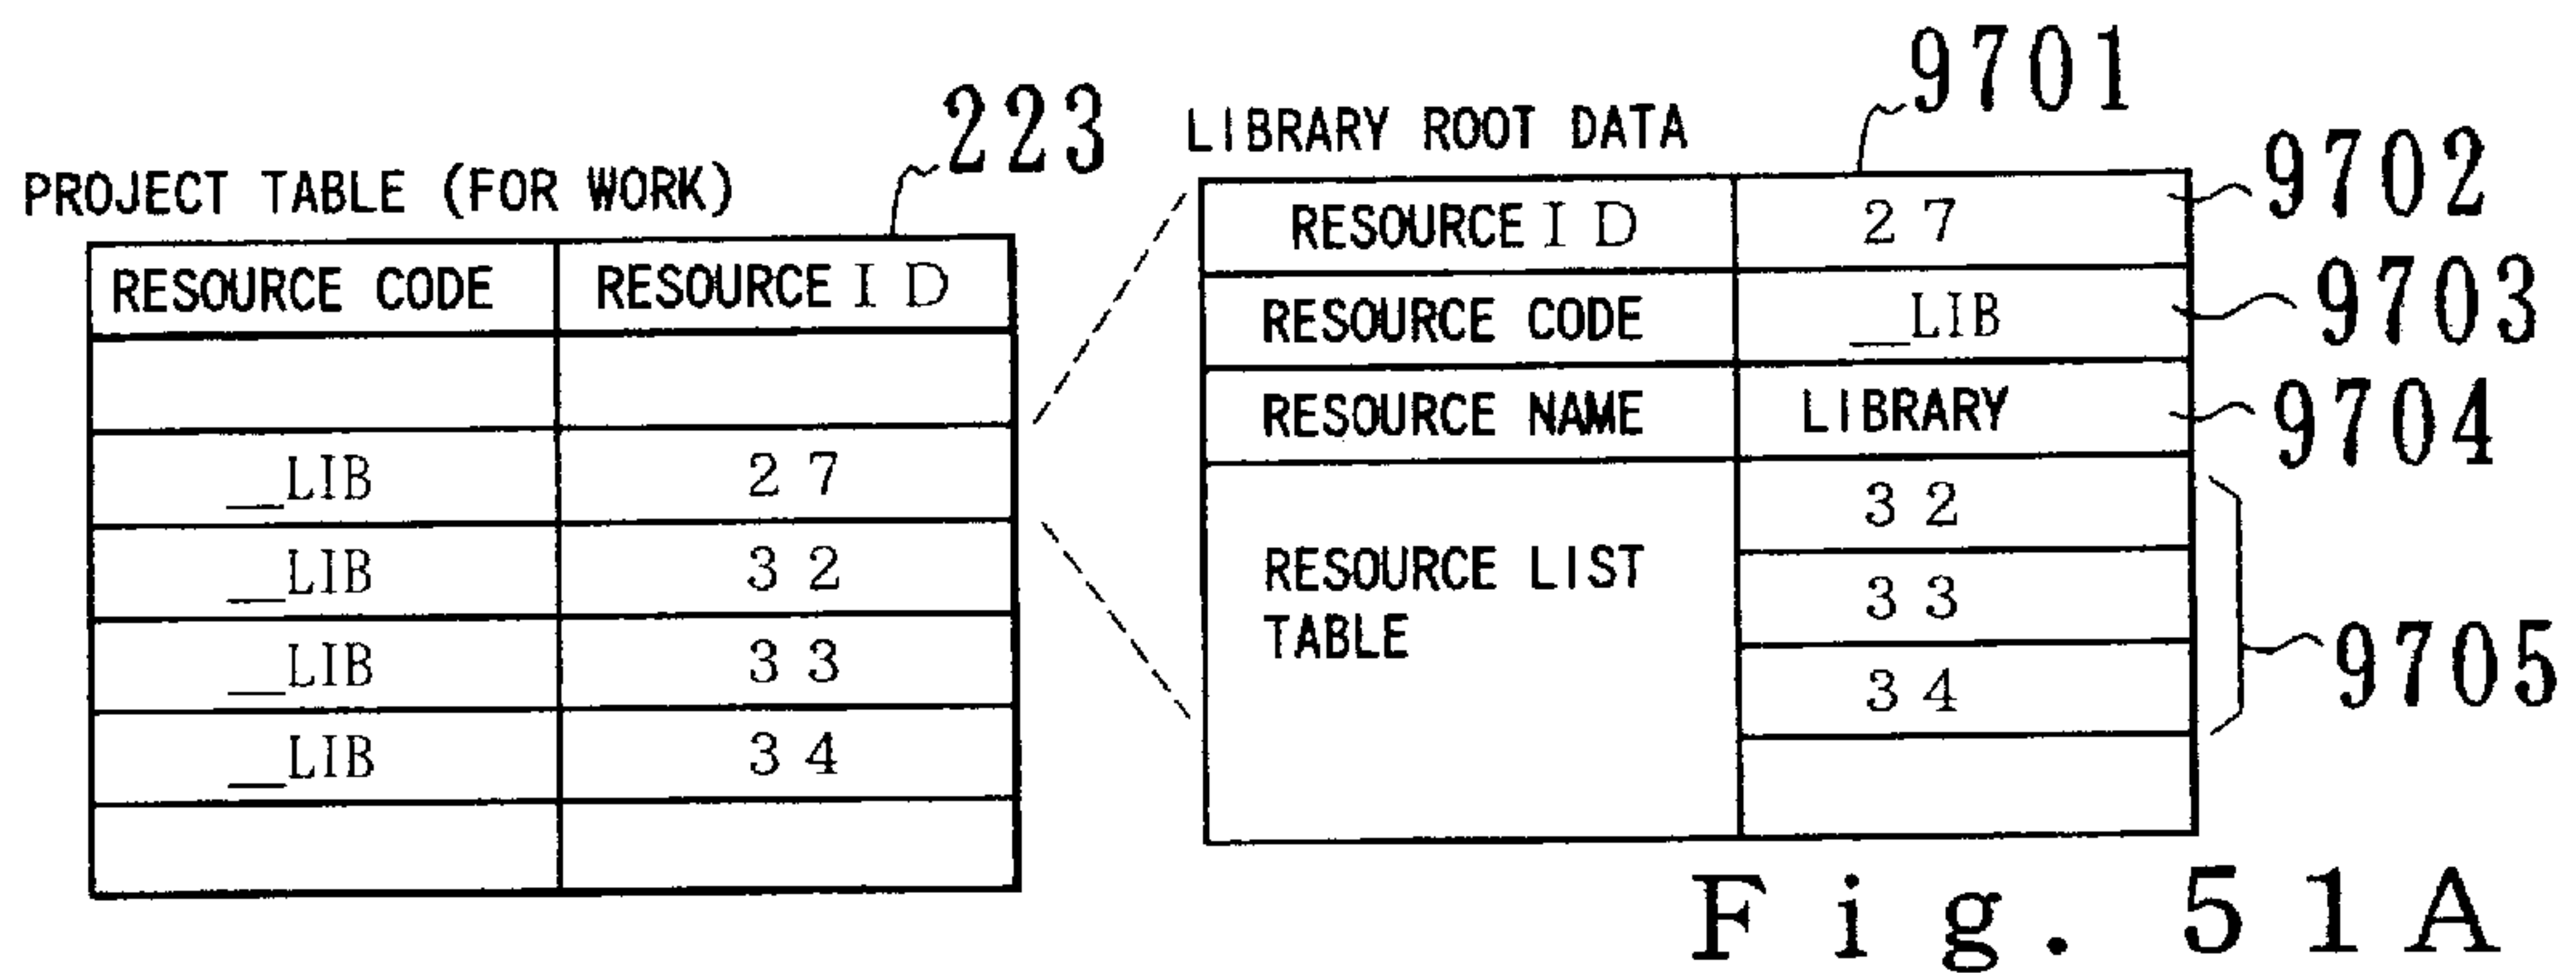 PROJECT TABLE (FOR WORK)
223
RESOURCE CODE RESOURCE ID
__LIB 27
__LIB 32
__LIB 33
__LIB 34
LIBRARY ROOT DATA
9701
RESOURCE ID 27 9702
RESOURCE CODE __LIB 9703
RESOURCE NAME LIBRARY 9704
RESOURCE LIST
TABLE
32
33
34
9705
Fig. 51A